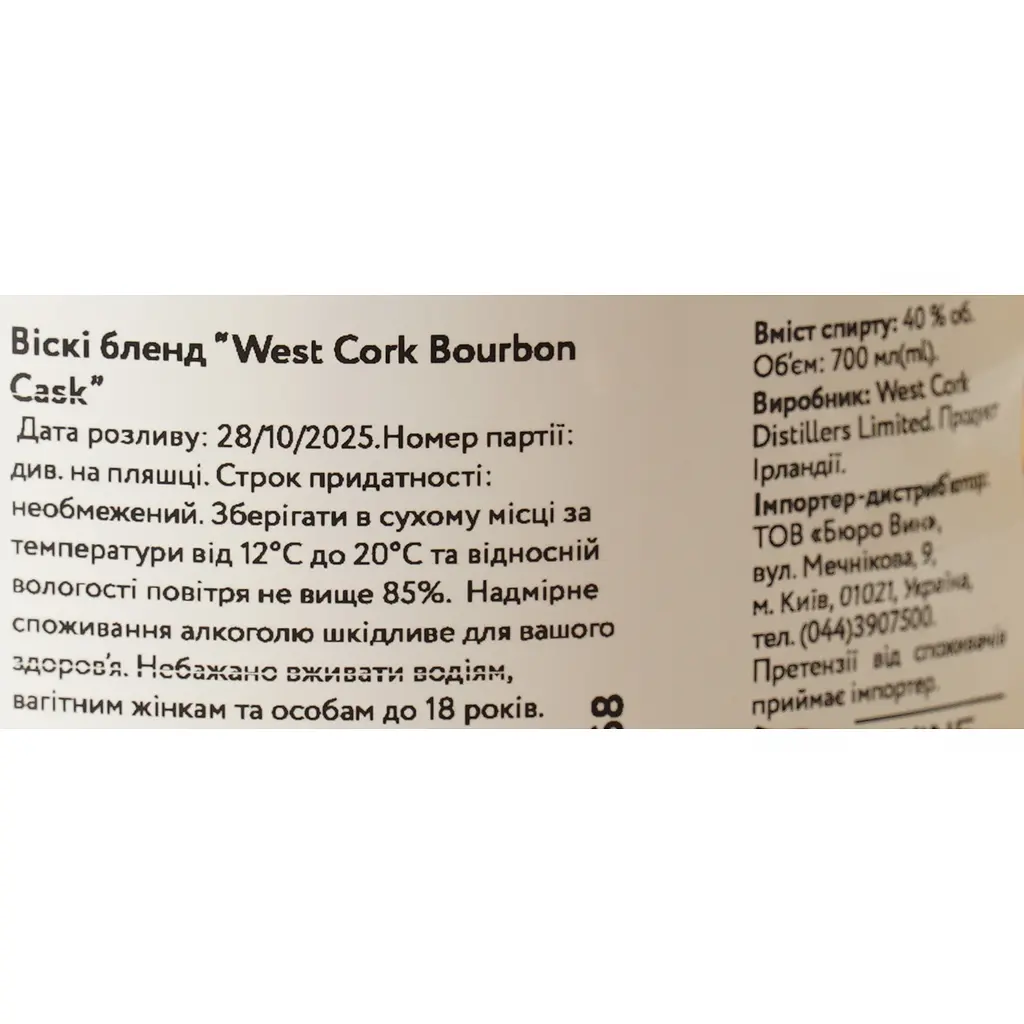 Віскі бленд "West Cork Bourbon
Cask"
Дата розливу: 28/10/2025.Номер партії:
див. на пляшці. Строк придатності:
необмежений. Зберігати в сухому місці за
температури від 12°C до 20°C та відносній
вологості повітря не вище 85%. Надмірне
споживання алкоголю шкідливе для вашого
здоров'я. Небажано вживати водіям,
вагітним жінкам та особам до 18 років.
Вміст спирту: 40 % об.
Об'єм: 700 мл(ml).
Виробник: West Cork
Distillers Limited. Продукт
Ірландії.
Імпортер-дистриб'ютор:
ТОВ «Бюро Вин»,
вул. Мечнікова, 9,
м. Київ, 01021, Україна,
тел. (044)3907500.
Претензії від споживачів
приймає імпортер.